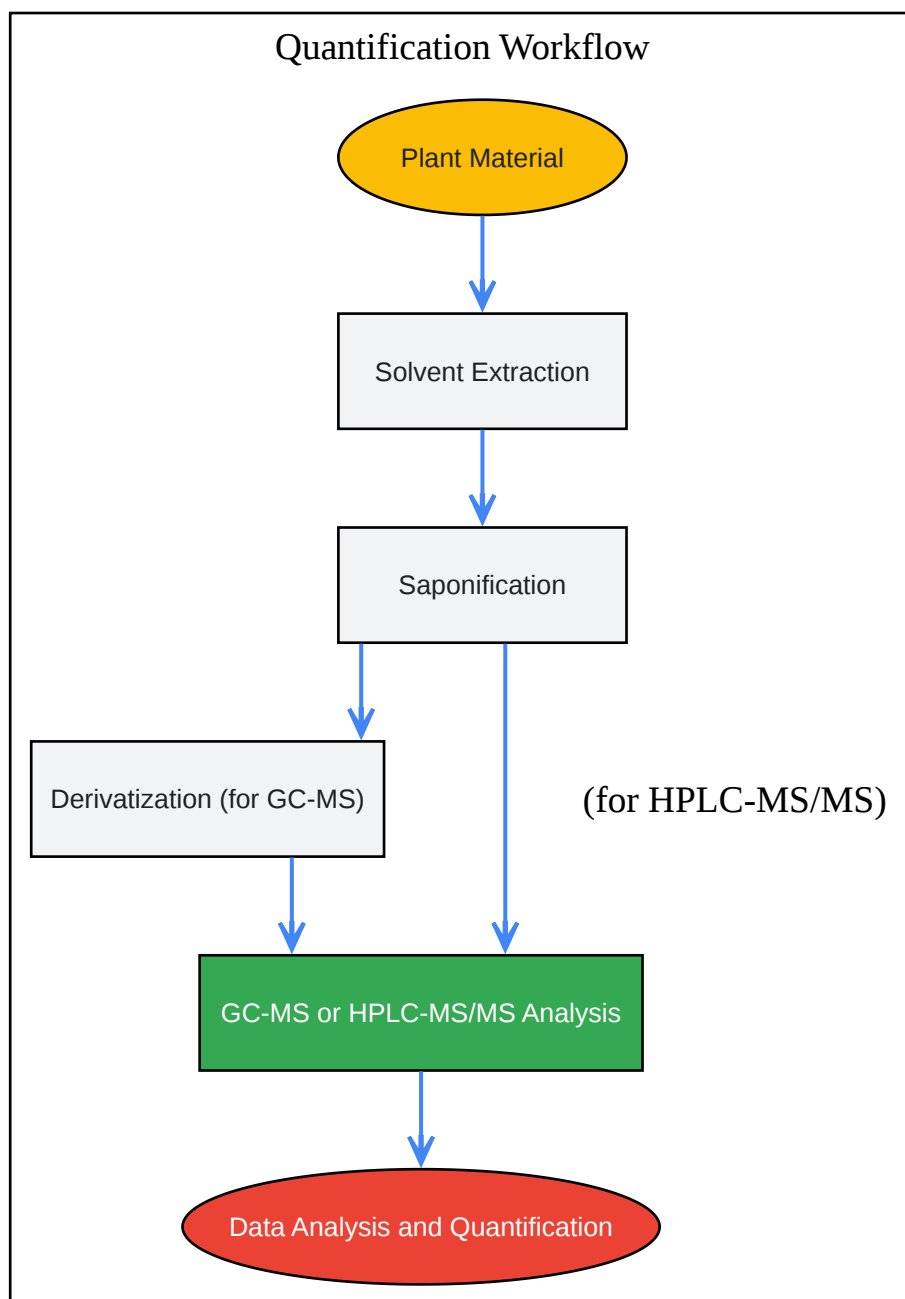 Quantification Workflow
Plant Material
Solvent Extraction
Saponification
Derivatization (for GC-MS)
(for HPLC-MS/MS)
GC-MS or HPLC-MS/MS Analysis
Data Analysis and Quantification